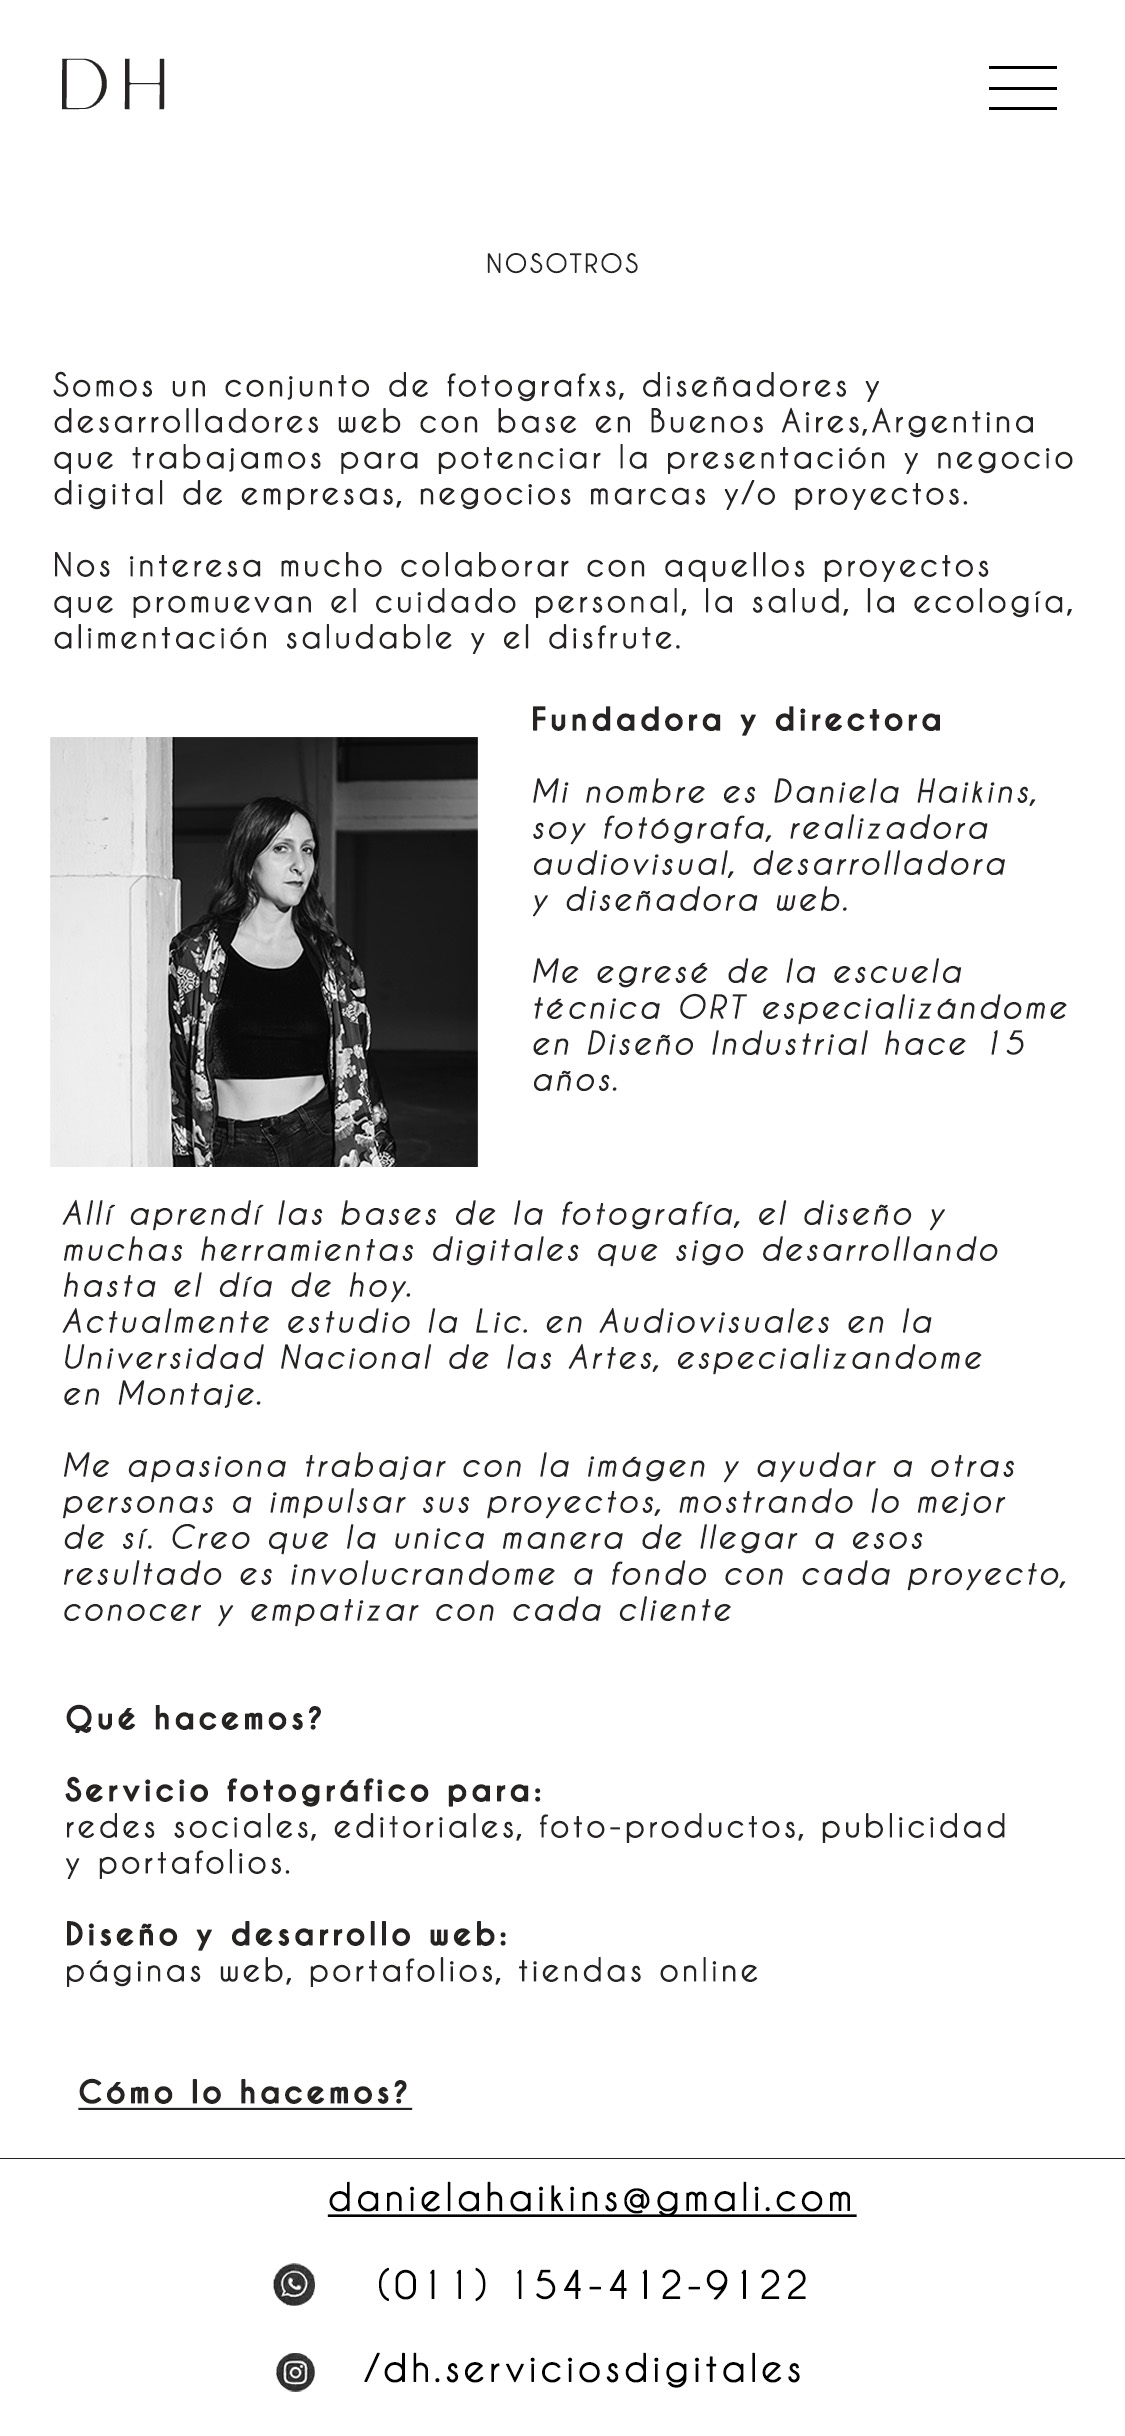 DH
NOSOTROS
Somos un conjunto de fotografxs, diseñadores y
desarrolladores web con base en Buenos Aires,Argentina
que trabajamos para potenciar la presentación y negocio
digital de empresas, negocios marcas y/o proyectos.
Nos interesa mucho colaborar con aquellos proyectos
que promuevan el cuidado personal, la salud, la ecología,
alimentación saludable y el disfrute.
Fundadora y directora
Mi nombre es Daniela Haikins,
soy fotógrafa, realizadora
audiovisual, desarrolladora
y diseñadora web.
Me egresé de la escuela
técnica ORT especializándome
en Diseño Industrial hace 15
años.
Allí aprendí las bases de la fotografía, el diseño y
muchas herramientas digitales que sigo desarrollando
hasta el día de hoy.
Actualmente estudio la Lic. en Audiovisuales en la
Universidad Nacional de las Artes, especializandome
en Montaje.
Me apasiona trabajar con la imágen y ayudar a otras
personas a impulsar sus proyectos, mostrando lo mejor
de sí. Creo que la unica manera de llegar a esos
resultado es involucrandome a fondo con cada proyecto,
conocer y empatizar con cada cliente
Qué hacemos?
Servicio fotográfico para:
redes sociales, editoriales, foto-productos, publicidad
y portafolios.
Diseño y desarrollo web:
páginas web, portafolios, tiendas online
Cómo lo hacemos?
danielahaikins@gmali.com
(011) 154-412-9122
/dh.serviciosdigitales